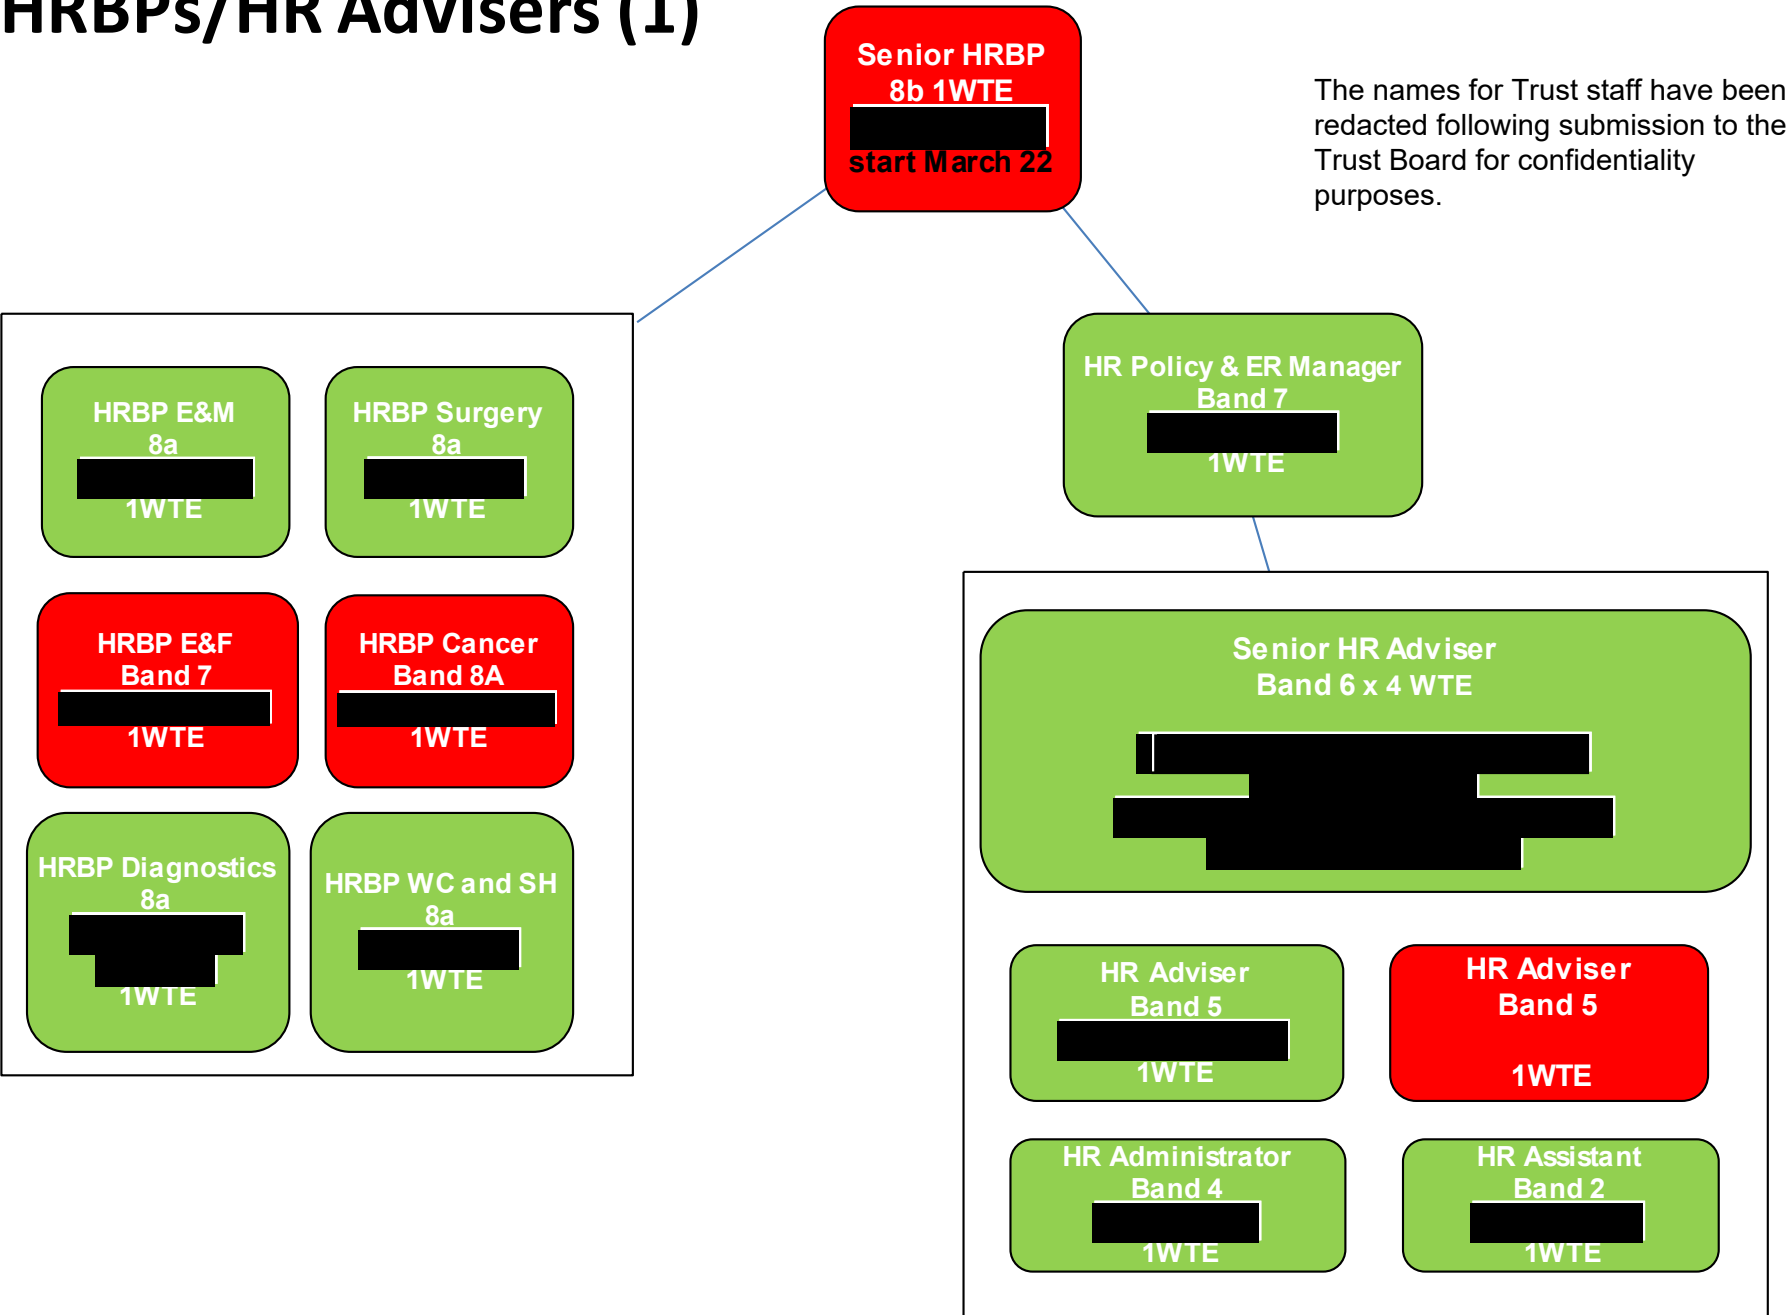 HRBPs/HR Advisers (1)
Senior HRBP
8b 1WTE
start March 22
The names for Trust staff have been
redacted following submission to the
Trust Board for confidentiality
purposes.
HRBP E&M
8a
1WTE
HRBP Surgery
8a
1WTE
HRBP E&F
Band 7
1WTE
HRBP Cancer
Band 8A
1WTE
HRBP Diagnostics
8a
1WTE
HRBP WC and SH
8a
1WTE
HR Policy & ER Manager
Band 7
1WTE
Senior HR Adviser
Band 6 x 4 WTE
HR Adviser
Band 5
1WTE
HR Adviser
Band 5
1WTE
HR Administrator
Band 4
1WTE
HR Assistant
Band 2
1WTE